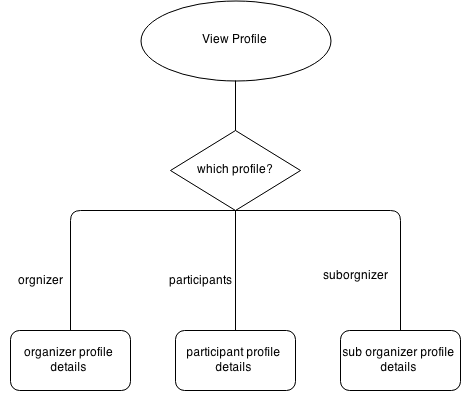 View Profile
which profile?
orgnizer
participants
suborgnizer
organizer profile
details
participant profile
details
sub organizer profile
details